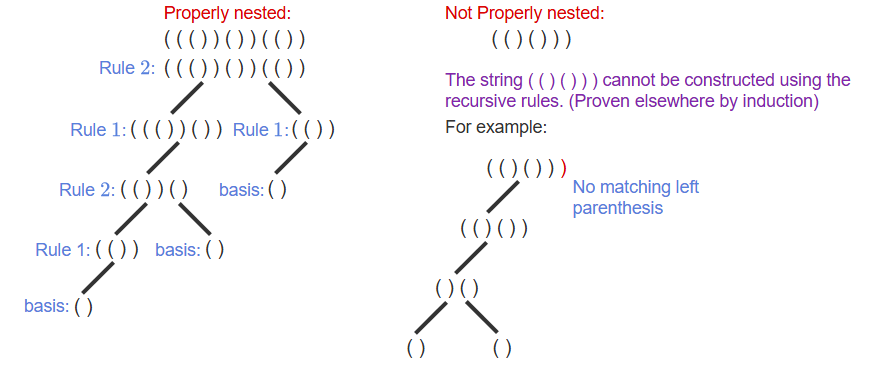 Properly nested:
( ( ( ) ) ( ) ) ( ( ) )
Rule 2: ( ( ( ) ) ( ) ) ( ( ) )
Rule 1: ( ( ( ) ) ( ) ) Rule 1: ( ( ) )
Rule 2: ( ( ) ) ( ) basis: ( )
Rule 1: ( ( ) ) basis: ( )
basis: ( )
Not Properly nested:
( ( ) ( ) ) )
The string ( ( ) ( ) ) ) cannot be constructed using the
recursive rules. (Proven elsewhere by induction)
For example:
( ( ) ( ) ) )
No matching left
parenthesis
( ( ) ( ) )
( ) ( )
( ) ( )